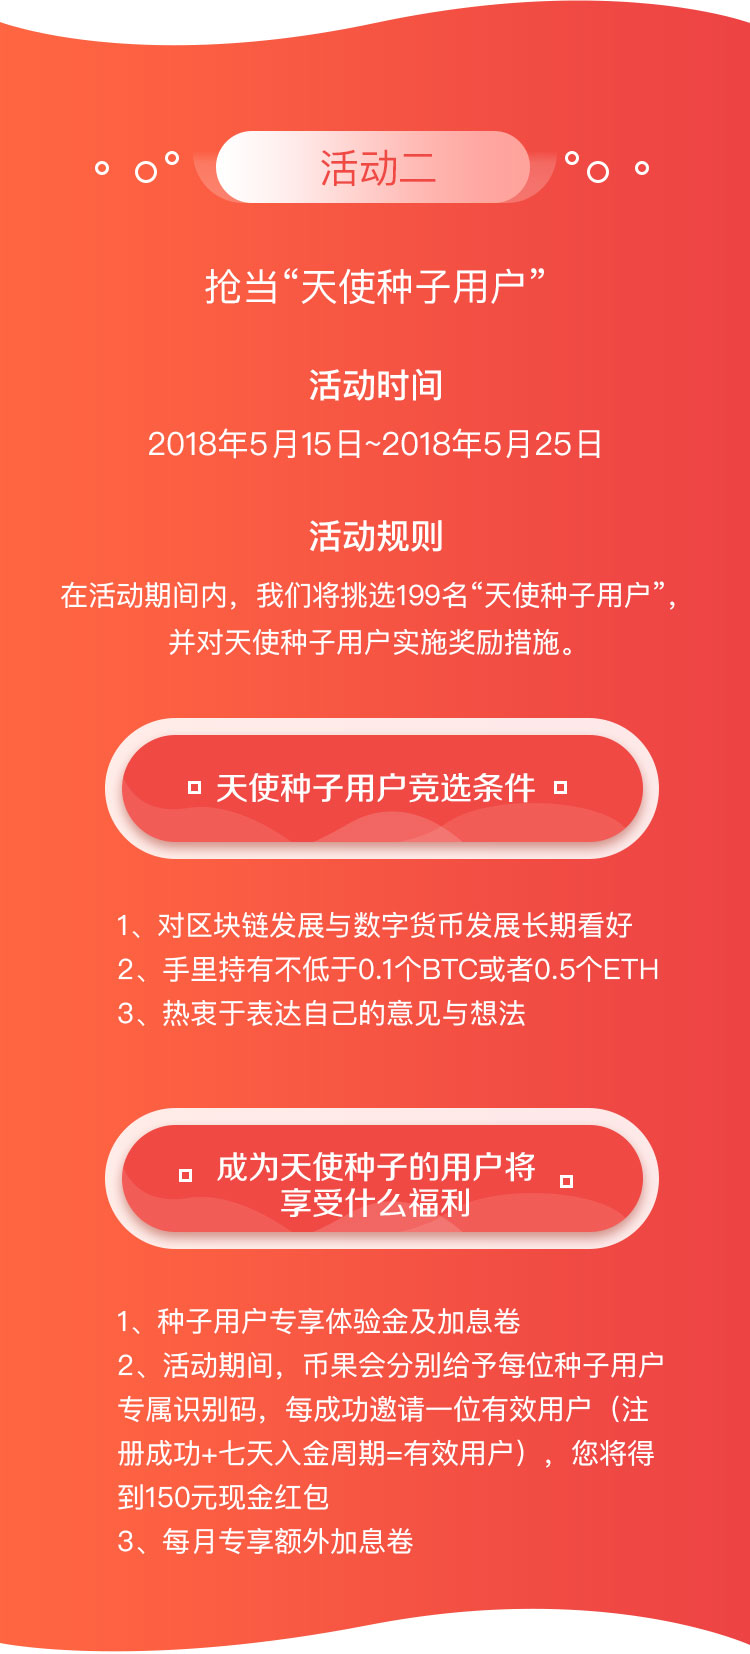 活动二
抢当“天使种子用户”
活动时间
2018年5月15日~2018年5月25日
活动规则
在活动期间内，我们将挑选199名“天使种子用户”，
并对天使种子用户实施奖励措施。
天使种子用户竞选条件
1、对区块链发展与数字货币发展长期看好
2、手里持有不低于0.1个BTC或者0.5个ETH
3、热衷于表达自己的意见与想法
成为天使种子的用户将
享受什么福利
1、种子用户专享体验金及加息卷
2、活动期间，币果会分别给予每位种子用户
专属识别码，每成功邀请一位有效用户（注
册成功+七天入金周期=有效用户），您将得
到150元现金红包
3、每月专享额外加息卷